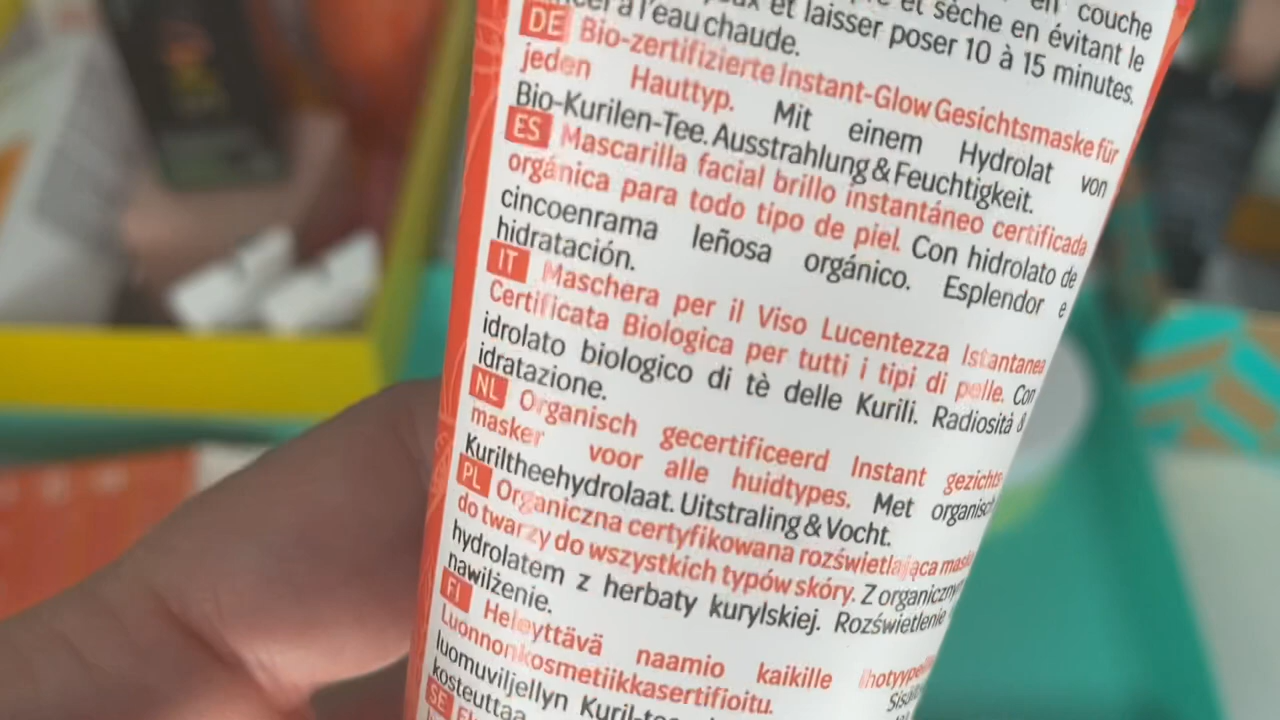 en couche
et sèche en évitant le
et laisser poser 10 à 15 minutes.
à l'eau chaude.
DE Bio-zertifizierte Instant-Glow Gesichtsmaske für
jeden Hauttyp. Mit einem Hydrolat von
Bio-Kurilen-Tee. Ausstrahlung & Feuchtigkeit.
ES Mascarilla facial brillo instantáneo certificada
orgánica para todo tipo de piel. Con hidrolato de
cincoenrama leñosa orgánico. Esplendor e
hidratación.
IT Maschera per il Viso Lucentezza Istantanea
Certificata Biologica per tutti i tipi di pelle. Con
idrolato biologico di tè delle Kurili. Radiosità &
idratazione.
NL Organisch gecertificeerd Instant gezichts-
masker voor alle huidtypes. Met organisch
Kuriltheehydrolaat. Uitstraling & Vocht.
PL Organiczna certyfikowana rozświetlająca
do twarzy do wszystkich typów skóry. Z
hydrolatem z herbaty kurylskiej. Rozświetlenie
nawilżenie.
FI Heleyttävä naamio kaikille
Luonnonkosmetiikkasertifioitu.
luomuviljellyn
kosteuttaa
SE